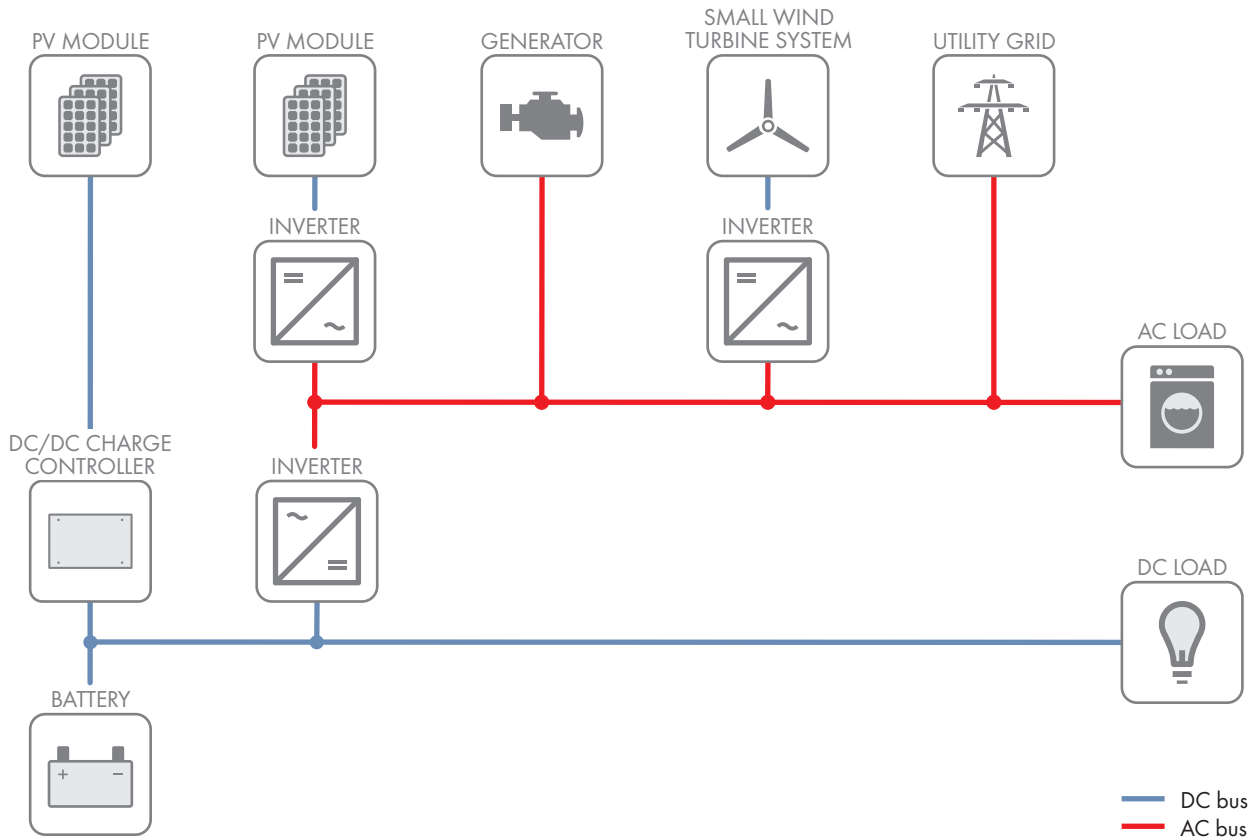 PV MODULE
PV MODULE
GENERATOR
SMALL WIND
TURBINE SYSTEM
UTILITY GRID
INVERTER
INVERTER
AC LOAD
DC/DC CHARGE
CONTROLLER
INVERTER
DC LOAD
BATTERY
+ –
DC bus
AC bus